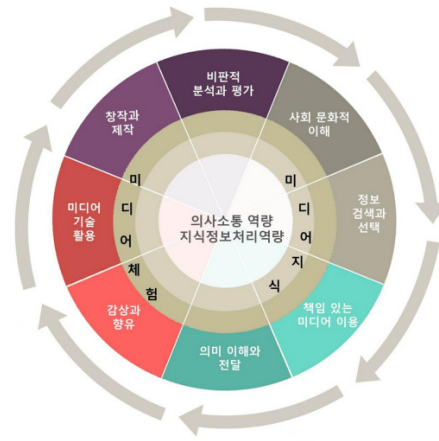 비판적
분석과 평가
사회 문화적
이해
정보
검색과
선택
책임 있는
미디어 이용
의미 이해와
전달
감상과
향유
미디어
기술
활용
창작과
제작
미디어 지식
미디어 체험
의사소통 역량
지식정보처리역량